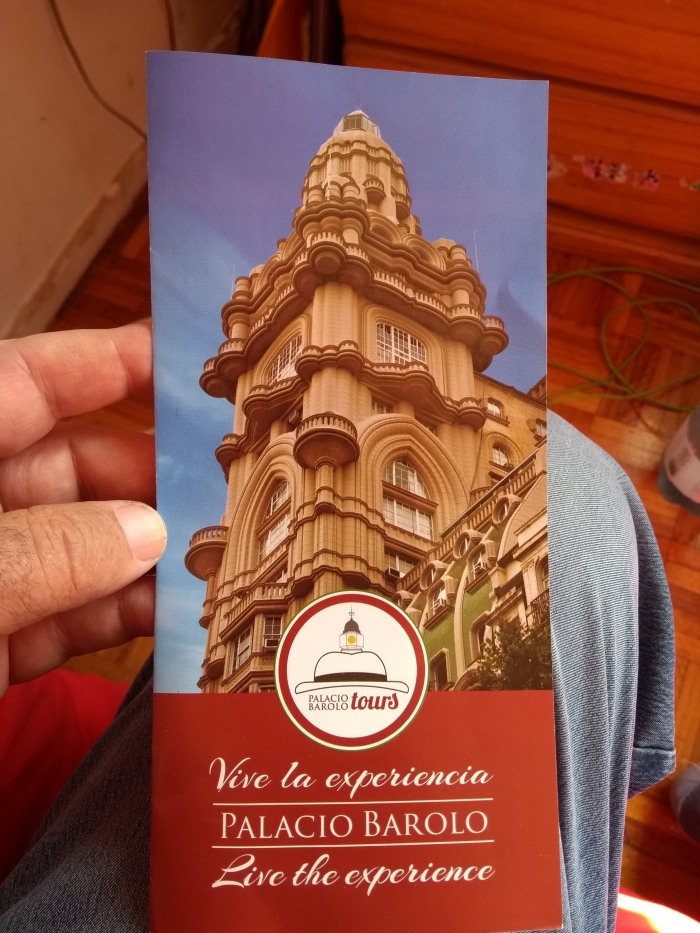 PALACIO
BAROLO tours
Vive la experiencia
PALACIO BAROLO
Live the experience